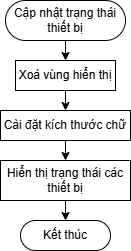 Cập nhật trạng thái
thiết bị
Xoá vùng hiển thị
Cài đặt kích thước chữ
Hiển thị trạng thái các
thiết bị
Kết thúc